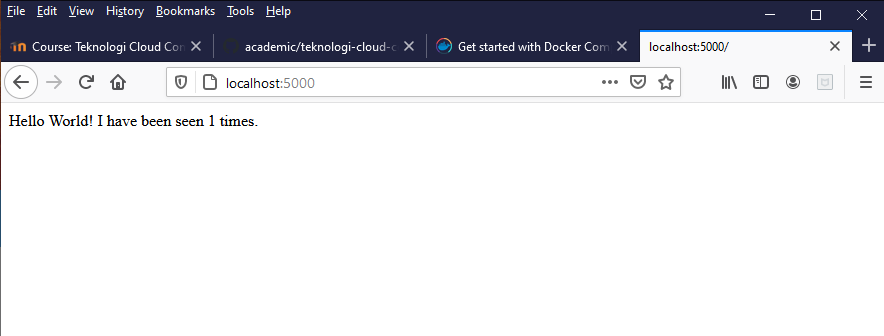 File Edit View History Bookmarks Tools Help
Course: Teknologi Cloud Con academic/teknologi-cloud-c Get started with Docker Com localhost:5000/
localhost:5000
Hello World! I have been seen 1 times.